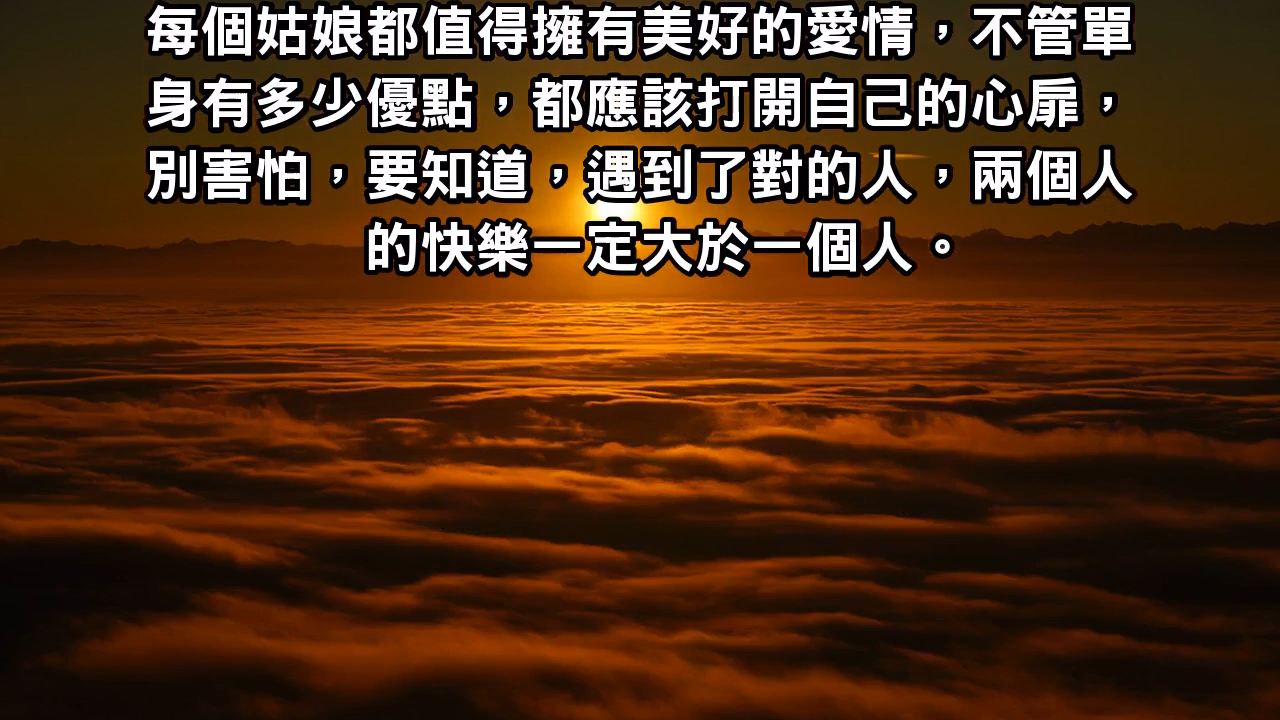 每個姑娘都值得擁有美好的愛情，不管單
身有多少優點，都應該打開自己的心扉，
別害怕，要知道，遇到了對的人，兩個人
的快樂一定大於一個人。